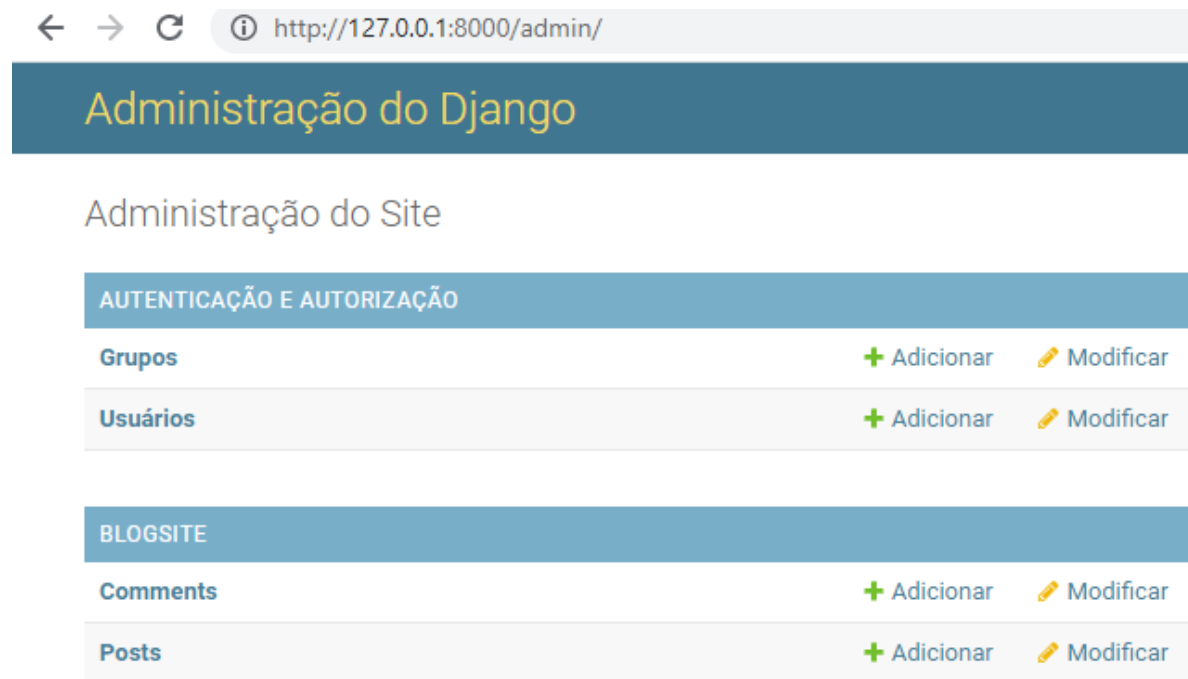 http://127.0.0.1:8000/admin/
Administração do Django
Administração do Site
AUTENTICAÇÃO E AUTORIZAÇÃO
Grupos Adicionar Modificar
Usuários Adicionar Modificar
BLOGSITE
Comments Adicionar Modificar
Posts Adicionar Modificar